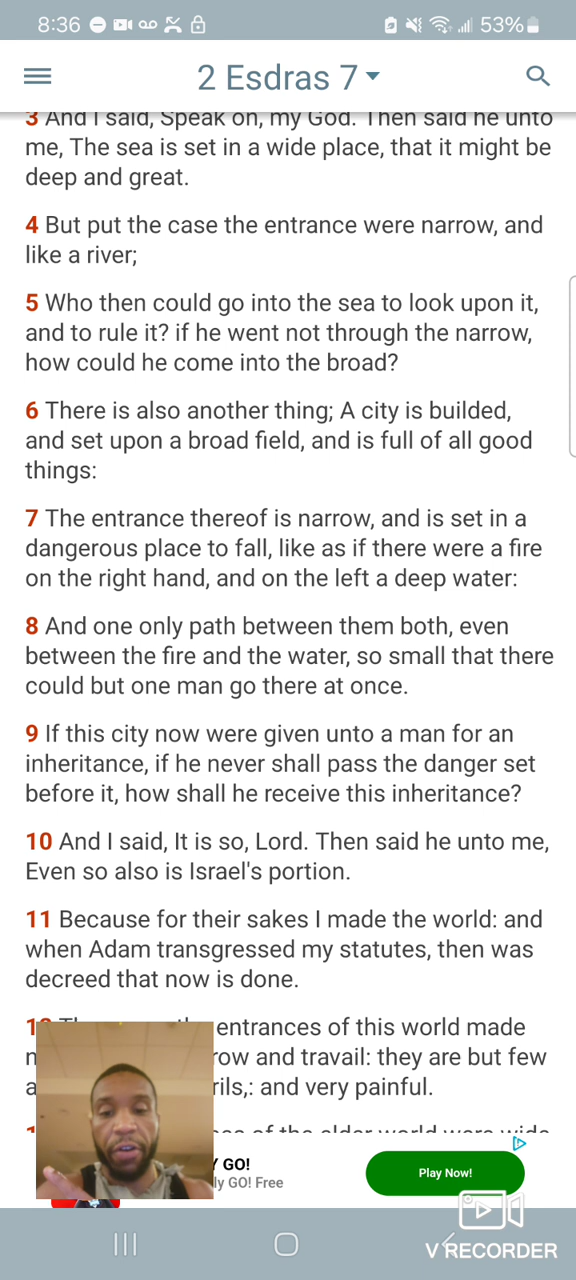 8:36
53%
2 Esdras 7
3 And I said, Speak on, my God. Then said he unto
me, The sea is set in a wide place, that it might be
deep and great.
4 But put the case the entrance were narrow, and
like a river;
5 Who then could go into the sea to look upon it,
and to rule it? if he went not through the narrow,
how could he come into the broad?
6 There is also another thing; A city is builded,
and set upon a broad field, and is full of all good
things:
7 The entrance thereof is narrow, and is set in a
dangerous place to fall, like as if there were a fire
on the right hand, and on the left a deep water:
8 And one only path between them both, even
between the fire and the water, so small that there
could but one man go there at once.
9 If this city now were given unto a man for an
inheritance, if he never shall pass the danger set
before it, how shall he receive this inheritance?
10 And I said, It is so, Lord. Then said he unto me,
Even so also is Israel's portion.
11 Because for their sakes I made the world: and
when Adam transgressed my statutes, then was
decreed that now is done.
entrances of this world made
row and travail: they are but few
rils,: and very painful.
of the elder world were wide
Y GO!
ly GO! Free
Play Now!
V RECORDER